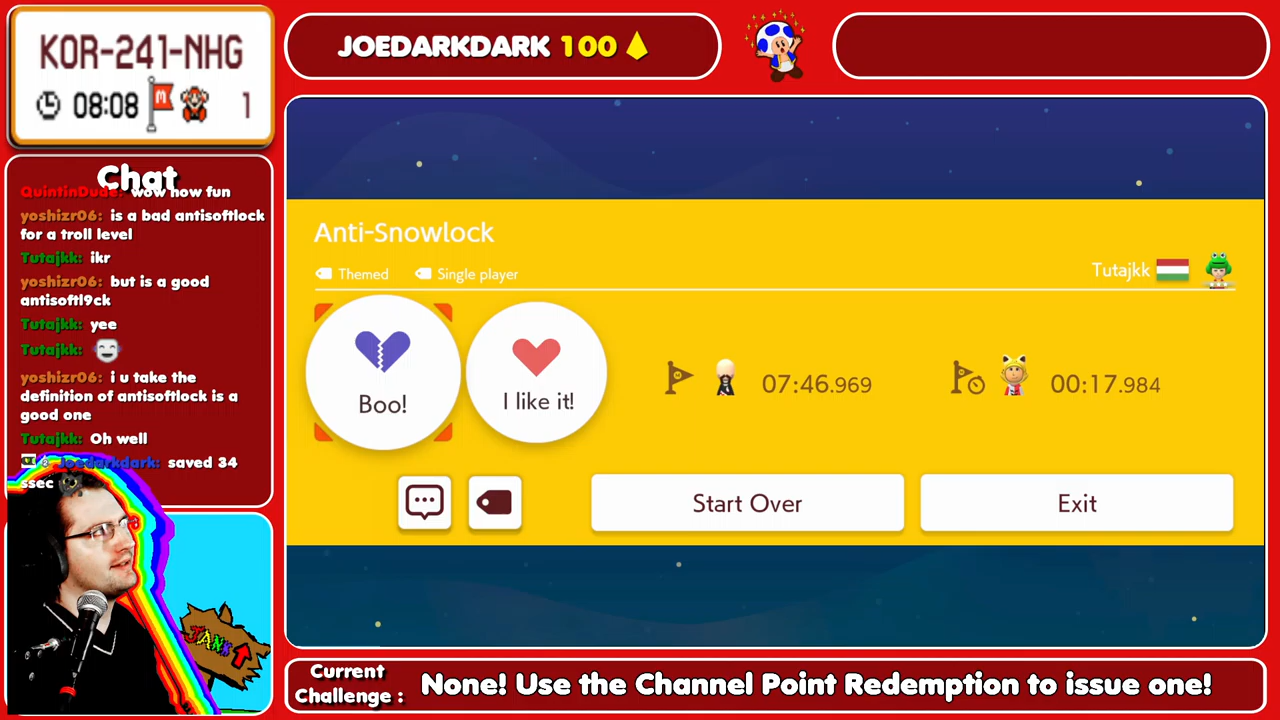 KOR-241-NHG
08:08 M 1
JOEDARKDARK 100
Chat
QuintinDude: wow how fun
yoshizr06: is a bad antisoftlock
for a troll level
Tutajkk: ikr
yoshizr06: but is a good
antisoftl9ck
Tutajkk: yee
Tutajkk:
yoshizr06: i u take the
definition of antisoftlock is a
good one
Tutajkk: Oh well
8 Joedarkdark: saved 34
ssec
Anti-Snowlock
Themed Single player
Tutajkk
Boo!
I like it!
07:46.969
00:17.984
Start Over
Exit
JANK
Current
Challenge :
None! Use the Channel Point Redemption to issue one!